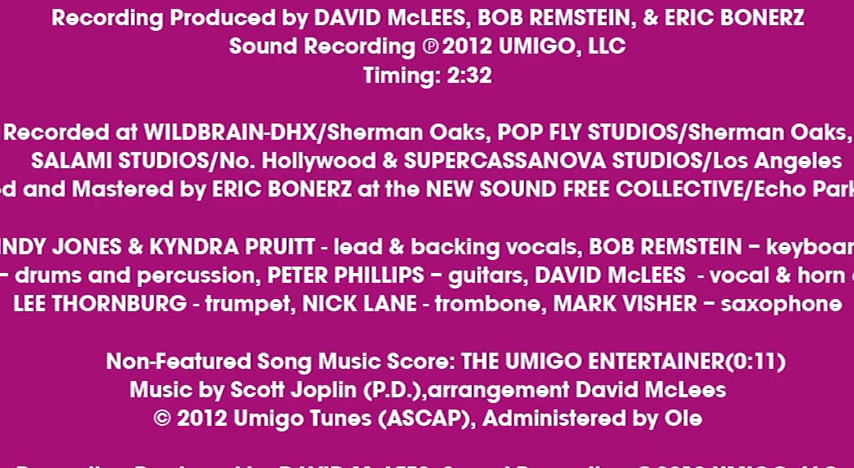 Recording Produced by DAVID McLEES, BOB REMSTEIN, & ERIC BONERZ
Sound Recording ℗2012 UMIGO, LLC
Timing: 2:32
Recorded at WILDBRAIN-DHX/Sherman Oaks, POP FLY STUDIOS/Sherman Oaks,
SALAMI STUDIOS/No. Hollywood & SUPERCASSANOVA STUDIOS/Los Angeles
and Mastered by ERIC BONERZ at the NEW SOUND FREE COLLECTIVE/Echo Park
JONES & KYNDRA PRUITT - lead & backing vocals, BOB REMSTEIN –
– drums and percussion, PETER PHILLIPS – guitars, DAVID McLEES - vocal & horn
LEE THORNBURG - trumpet, NICK LANE - trombone, MARK VISHER – saxophone
Non-Featured Song Music Score: THE UMIGO ENTERTAINER(0:11)
Music by Scott Joplin (P.D.),arrangement David McLees
© 2012 Umigo Tunes (ASCAP), Administered by Ole